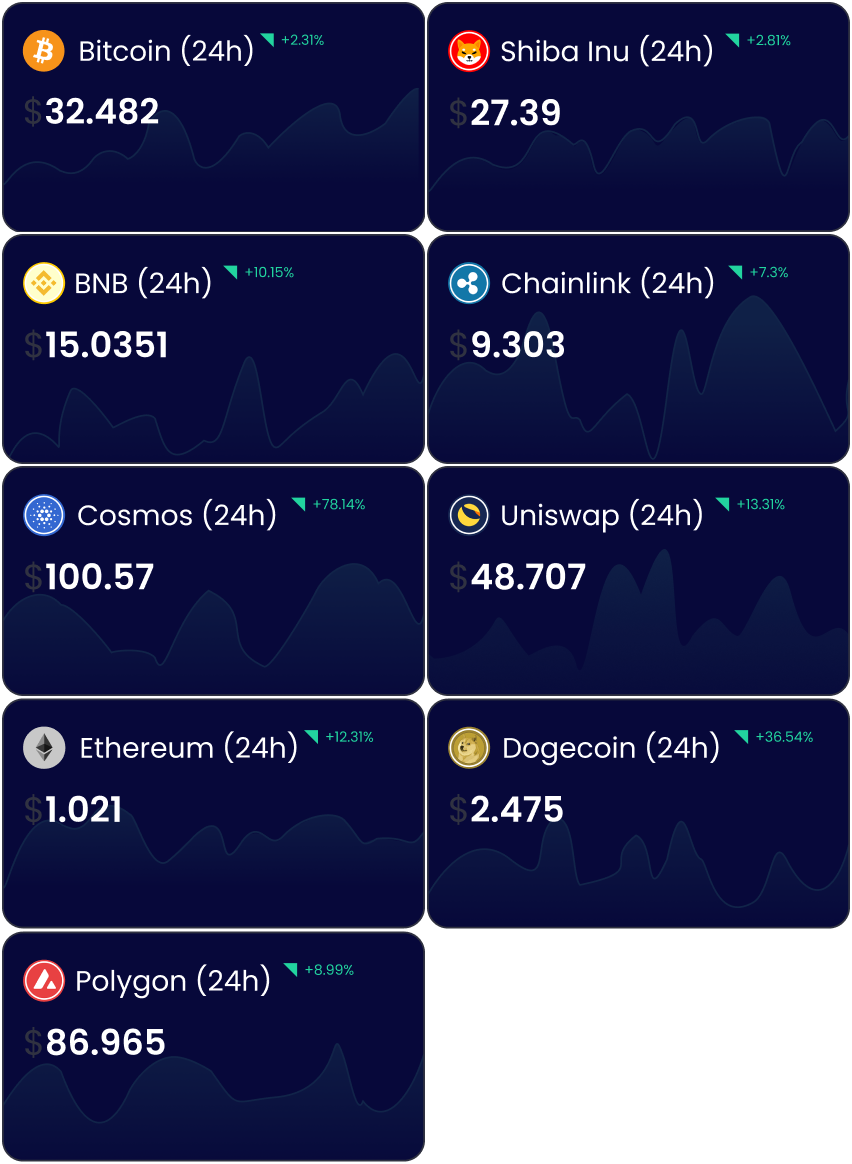 Bitcoin (24h) +2.31%
$32.482
Shiba Inu (24h) +2.81%
$27.39
BNB (24h) +10.15%
$15.0351
Chainlink (24h) +7.3%
$9.303
Cosmos (24h) +78.14%
$100.57
Uniswap (24h) +13.31%
$48.707
Ethereum (24h) +12.31%
$1.021
Dogecoin (24h) +36.54%
$2.475
Polygon (24h) +8.99%
$86.965